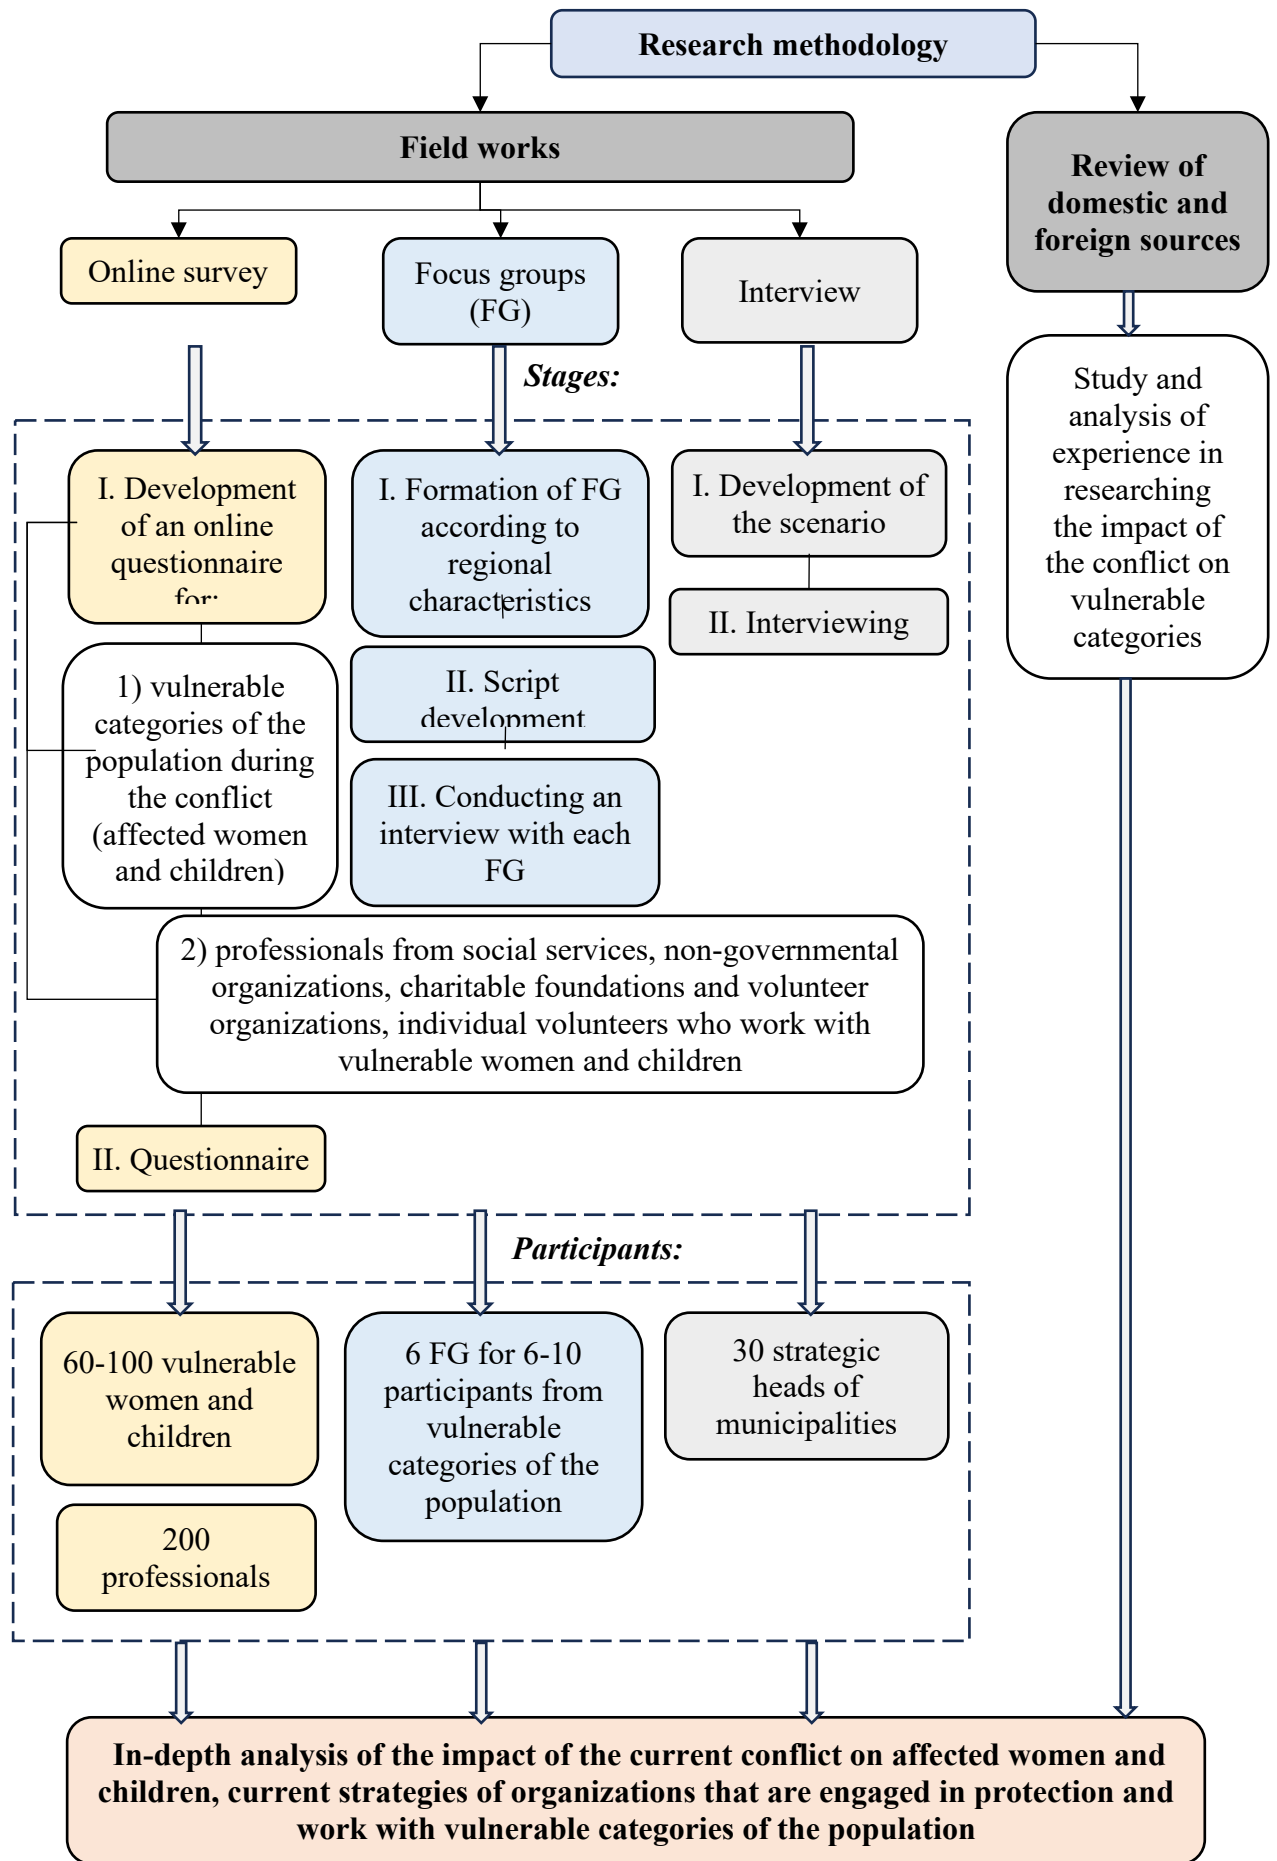 Research methodology
Field works
Review of
domestic and
foreign sources
Online survey
Focus groups
(FG)
Interview
Stages:
I. Development
of an online
questionnaire
for:
I. Formation of FG
according to
regional
characteristics
I. Development of
the scenario
II. Interviewing
Study and
analysis of
experience in
researching
the impact of
the conflict on
vulnerable
categories
1) vulnerable
categories of the
population during
the conflict
(affected women
and children)
II. Script
development
III. Conducting an
interview with each
FG
2) professionals from social services, non-governmental
organizations, charitable foundations and volunteer
organizations, individual volunteers who work with
vulnerable women and children
II. Questionnaire
Participants:
60-100 vulnerable
women and
children
200
professionals
6 FG for 6-10
participants from
vulnerable
categories of the
population
30 strategic
heads of
municipalities
In-depth analysis of the impact of the current conflict on affected women and
children, current strategies of organizations that are engaged in protection and
work with vulnerable categories of the population